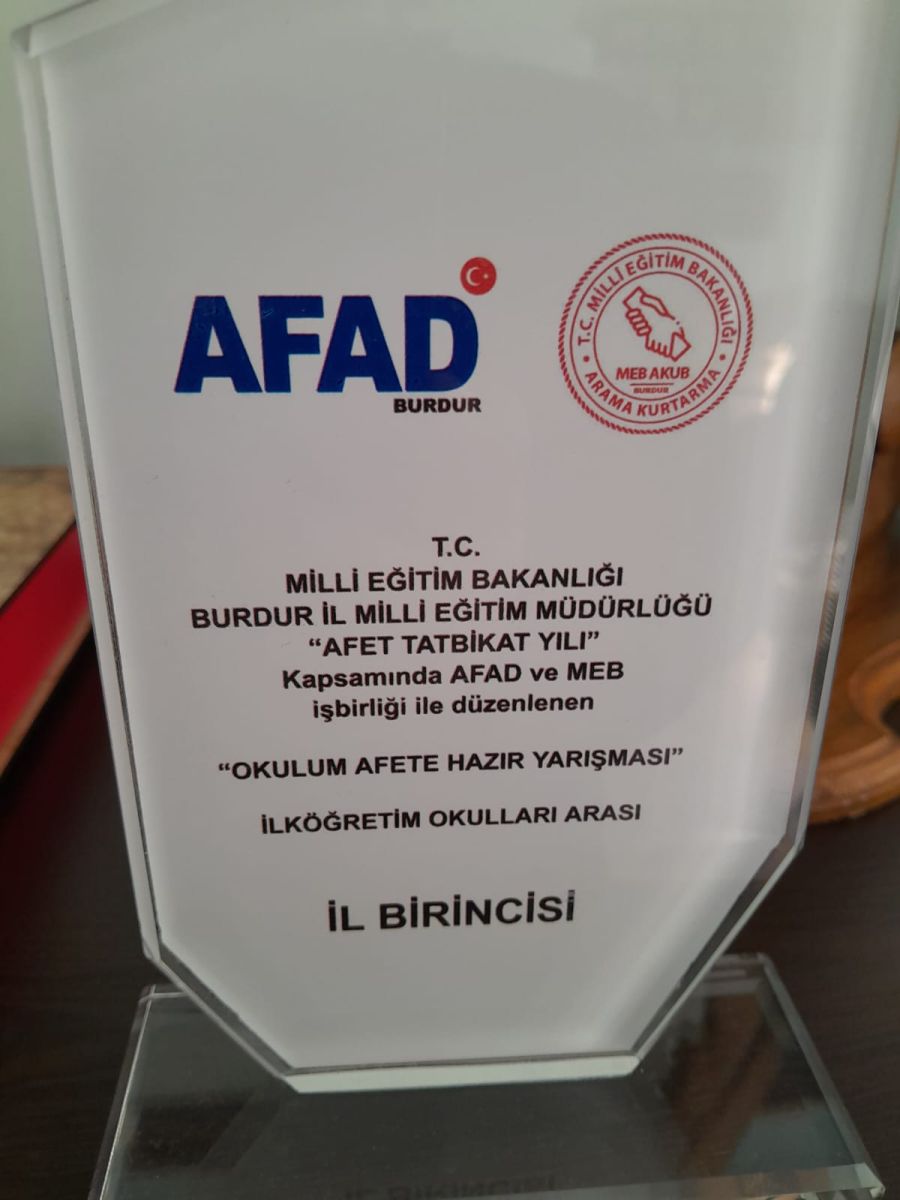 AFAD
BURDUR
T.C. MİLLİ EĞİTİM BAKANLIĞI
MEB AKUB
BURDUR
ARAMA KURTARMA
T.C.
MİLLİ EĞİTİM BAKANLIĞI
BURDUR İL MİLLİ EĞİTİM MÜDÜRLÜĞÜ
“AFET TATBİKAT YILI”
Kapsamında AFAD ve MEB
işbirliği ile düzenlenen
“OKULUM AFETE HAZIR YARIŞMASI”
İLKÖĞRETİM OKULLARI ARASI
İL BİRİNCİSİ